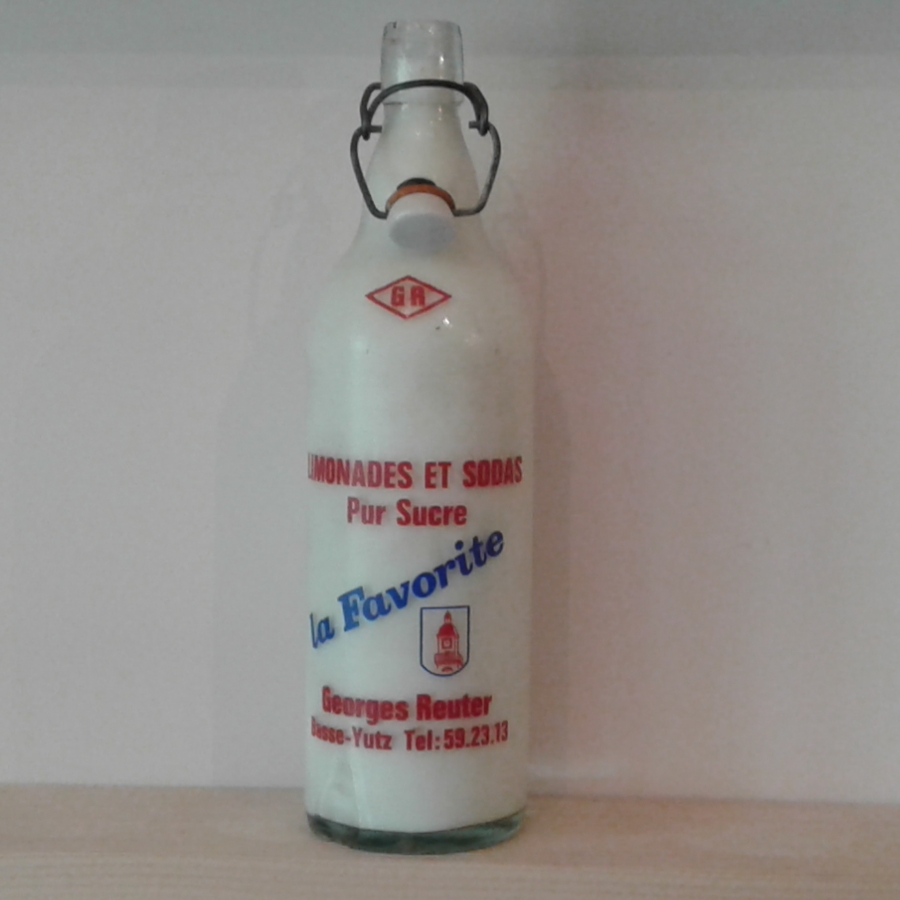 GR
LIMONADES ET SODAS
Pur Sucre
la Favorite
Georges Reuter
Basse-Yutz Tel: 59.23.13